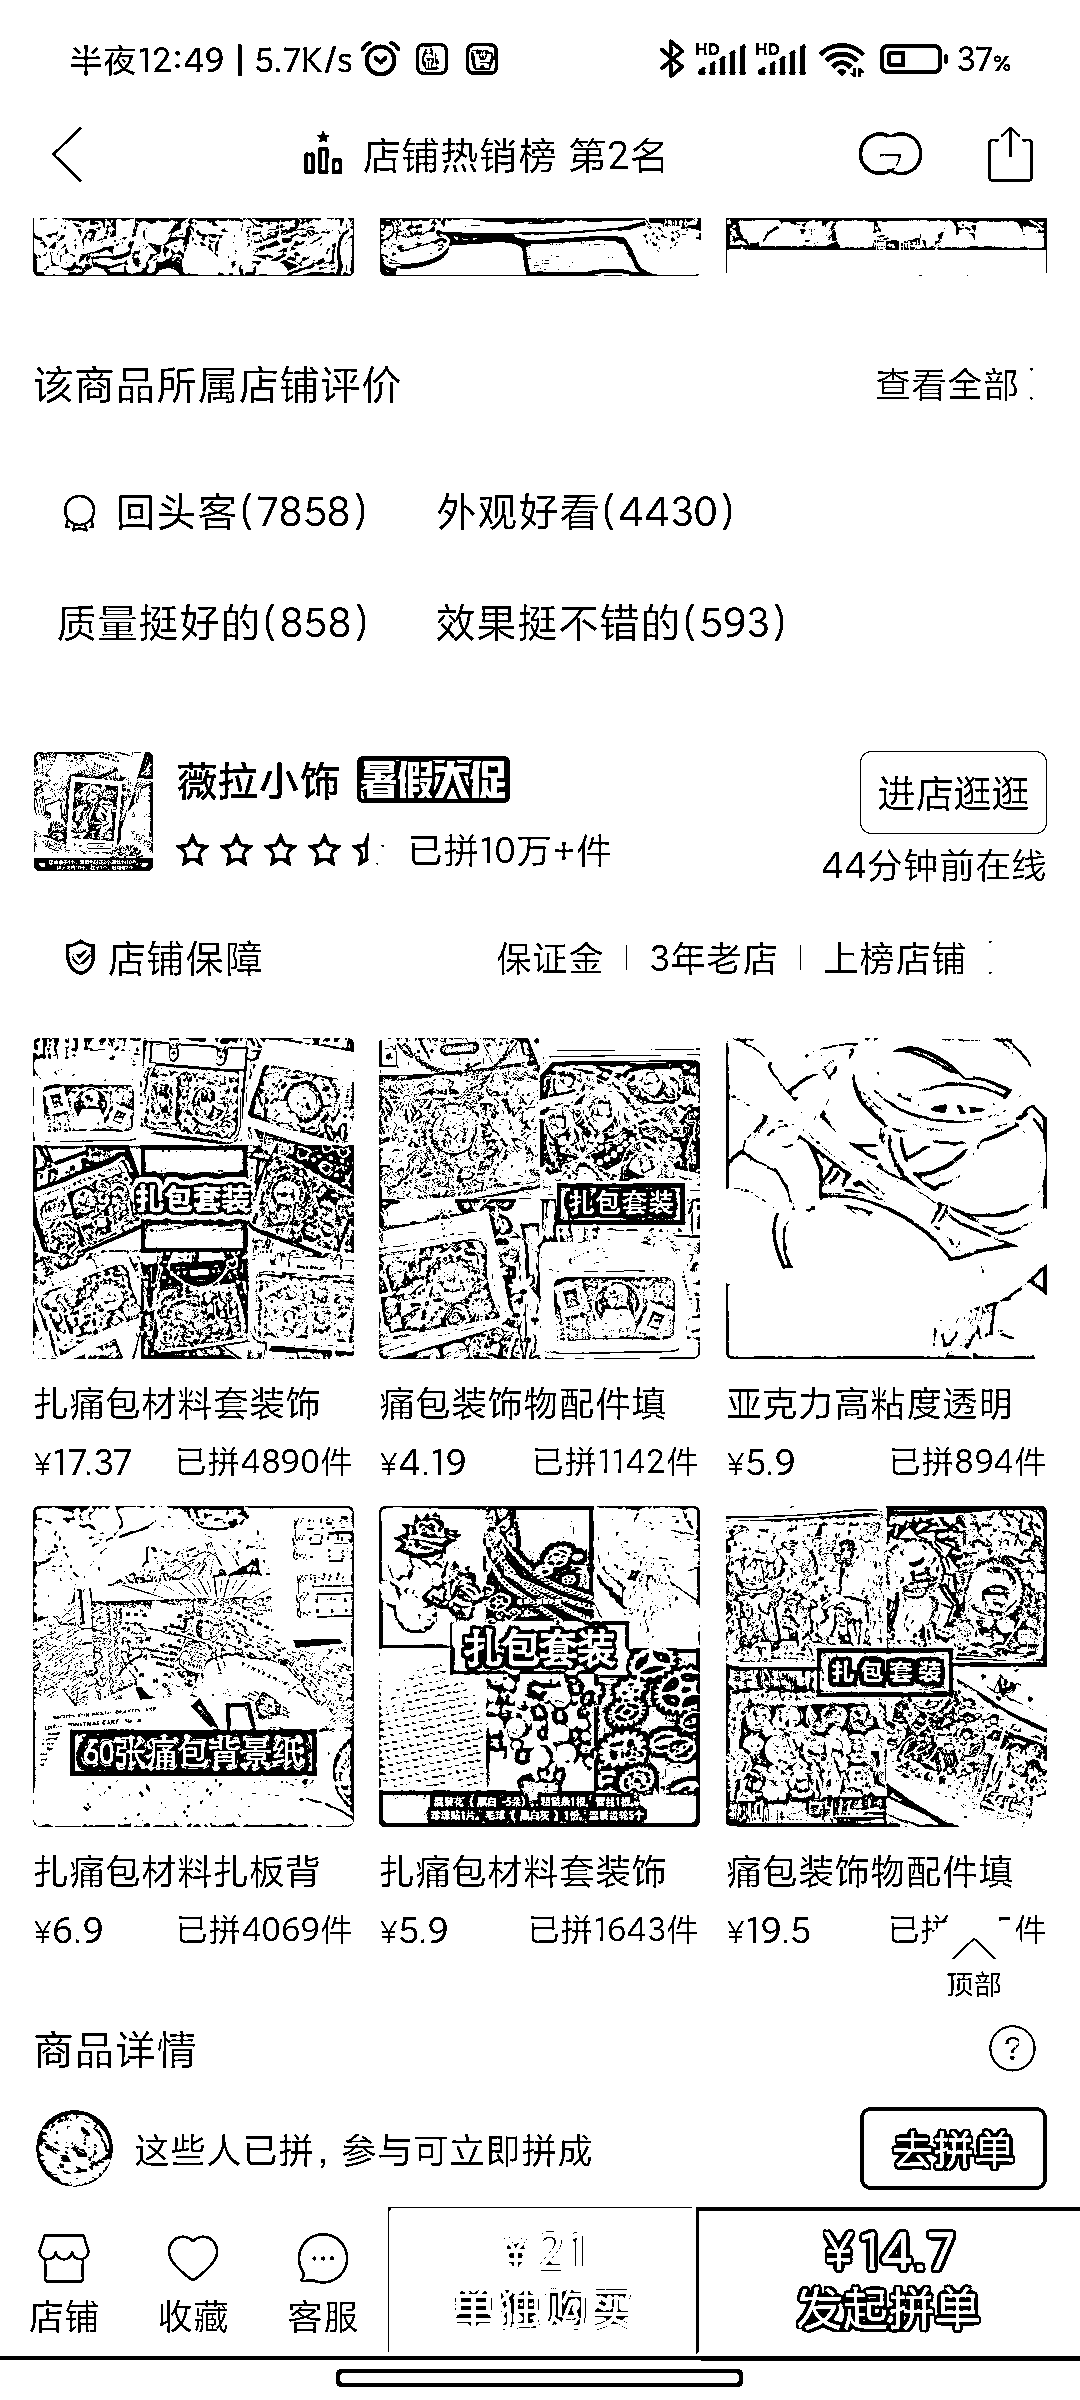 半夜12:49 | 5.7K/s HD HD 37%
店铺热销榜 第2名
该商品所属店铺评价 查看全部
回头客(7858) 外观好看(4430)
质量挺好的(858) 效果挺不错的(593)
薇拉小饰 暑假大促 进店逛逛
已拼10万+件 44分钟前在线
店铺保障 保证金 | 3年老店 | 上榜店铺
扎包套装 扎包套装
扎痛包材料套装饰 痛包装饰物配件填 亚克力高粘度透明
¥17.37 已拼4890件 ¥4.19 已拼1142件 ¥5.9 已拼894件
扎包套装 扎包套装
60张痛包背景纸
扎痛包材料扎板背 扎痛包材料套装饰 痛包装饰物配件填
¥6.9 已拼4069件 ¥5.9 已拼1643件 ¥19.5 已拼 件
顶部
商品详情
这些人已拼，参与可立即拼成 去拼单
¥21 ¥14.7
店铺 收藏 客服 单独购买 发起拼单